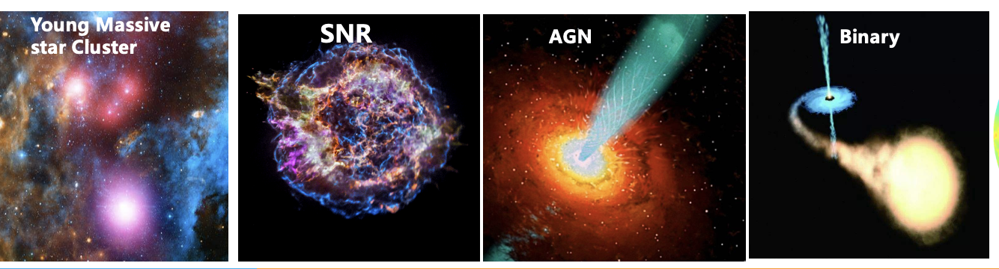 Young Massive
star Cluster
SNR
AGN
Binary